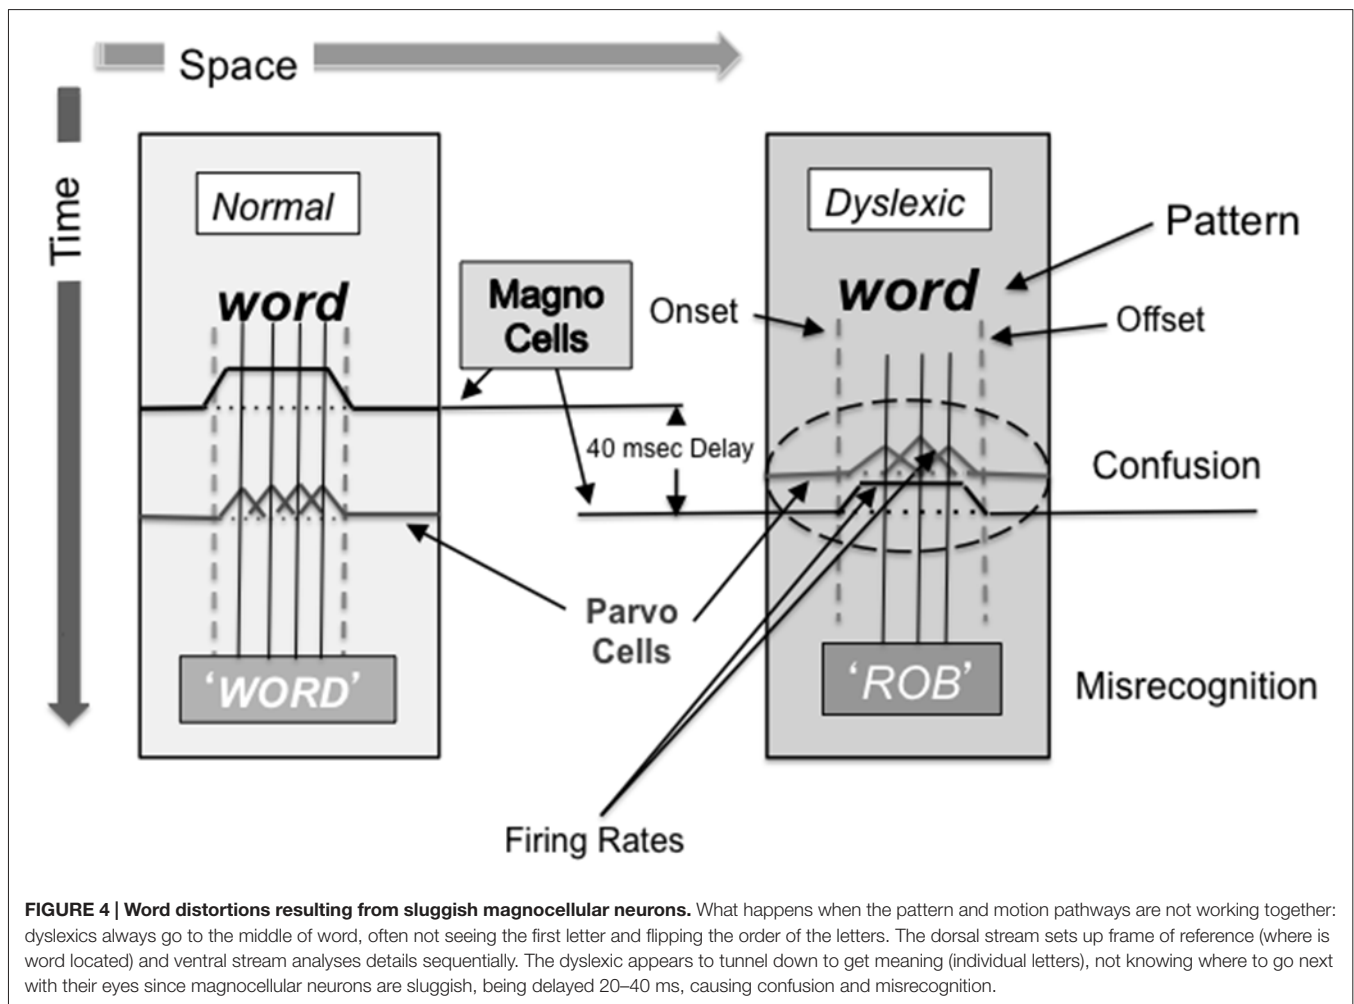 Space
Time
Normal
Dyslexic
Pattern
word
Magno
Cells
Onset
word
Offset
40 msec Delay
Confusion
Parvo
Cells
'WORD'
'ROB'
Misrecognition
Firing Rates
FIGURE 4 | Word distortions resulting from sluggish magnocellular neurons. What happens when the pattern and motion pathways are not working together:
dyslexics always go to the middle of word, often not seeing the first letter and flipping the order of the letters. The dorsal stream sets up frame of reference (where is
word located) and ventral stream analyses details sequentially. The dyslexic appears to tunnel down to get meaning (individual letters), not knowing where to go next
with their eyes since magnocellular neurons are sluggish, being delayed 20–40 ms, causing confusion and misrecognition.